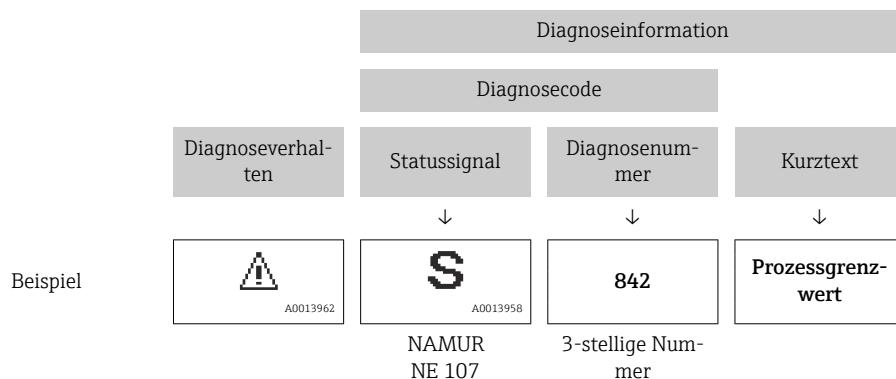 Diagnoseinformation
Diagnosecode
Diagnoseverhal-
ten
Statussignal
Diagnosenum-
mer
Kurztext
↓ ↓ ↓
Beispiel
A0013962
S
A0013958
842
Prozessgrenz-
wert
NAMUR
NE 107
3-stellige Num-
mer